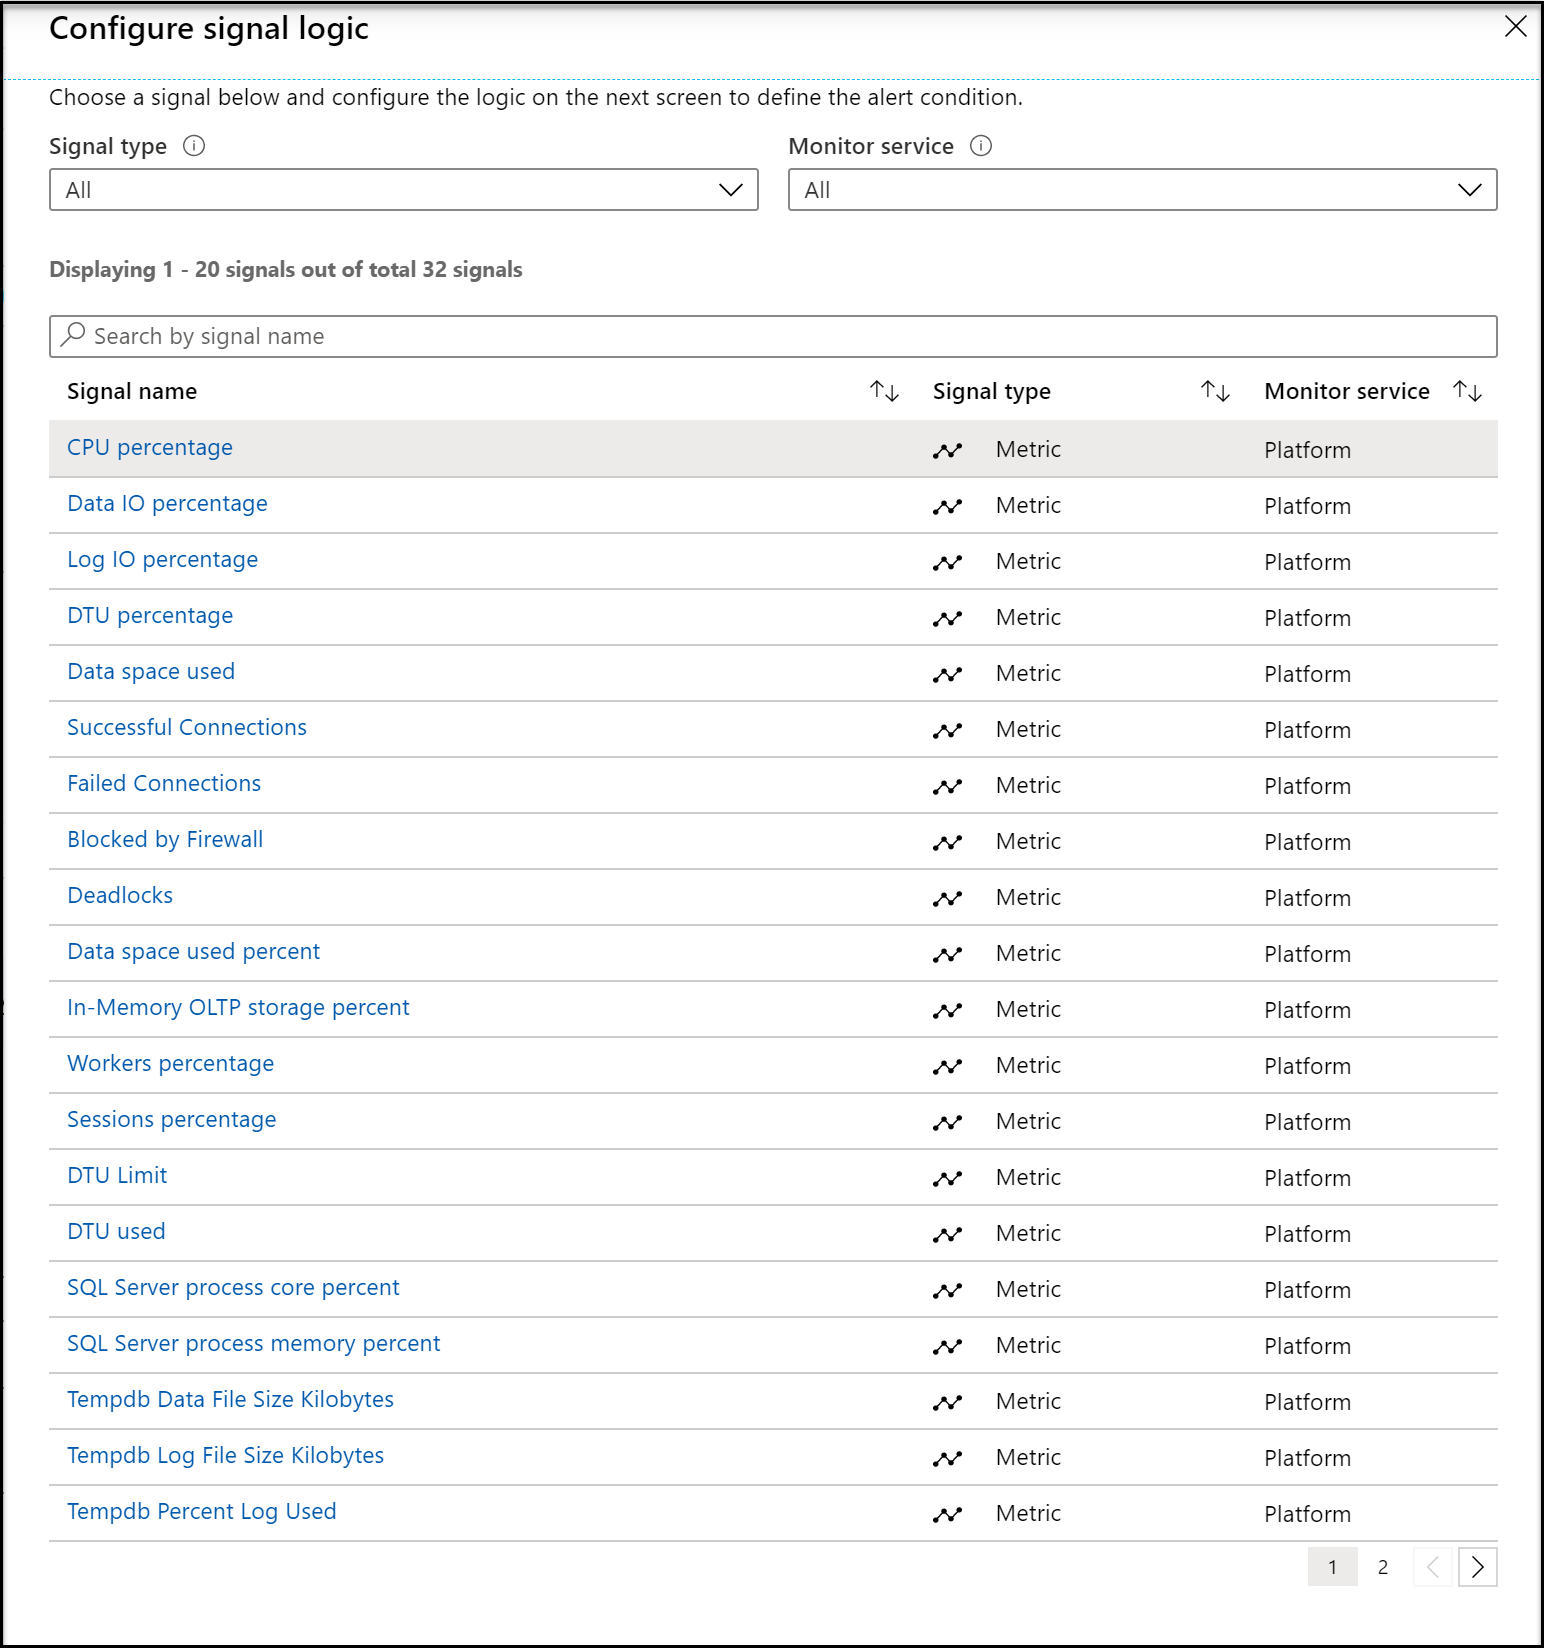 Configure signal logic
Choose a signal below and configure the logic on the next screen to define the alert condition.
Signal type Monitor service
All All
Displaying 1 - 20 signals out of total 32 signals
Search by signal name
Signal name Signal type Monitor service
CPU percentage Metric Platform
Data IO percentage Metric Platform
Log IO percentage Metric Platform
DTU percentage Metric Platform
Data space used Metric Platform
Successful Connections Metric Platform
Failed Connections Metric Platform
Blocked by Firewall Metric Platform
Deadlocks Metric Platform
Data space used percent Metric Platform
In-Memory OLTP storage percent Metric Platform
Workers percentage Metric Platform
Sessions percentage Metric Platform
DTU Limit Metric Platform
DTU used Metric Platform
SQL Server process core percent Metric Platform
SQL Server process memory percent Metric Platform
Tempdb Data File Size Kilobytes Metric Platform
Tempdb Log File Size Kilobytes Metric Platform
Tempdb Percent Log Used Metric Platform
1 2